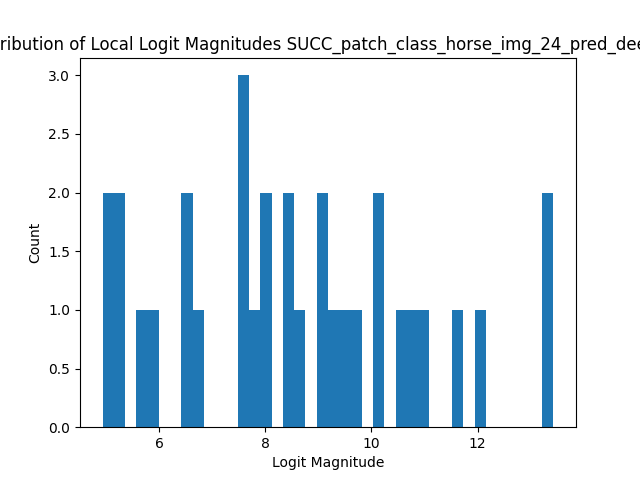 ribution of Local Logit Magnitudes SUCC_patch_class_horse_img_24_pred_dee
3.0
2.5
2.0
1.5
1.0
0.5
0.0
Count
6 8 10 12
Logit Magnitude